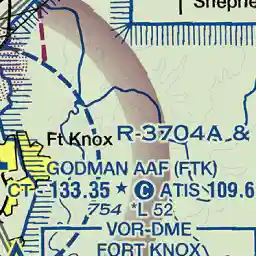 Shephe
Ft Knox
R-3704A &
GODMAN AAF (FTK)
CT - 133.35 * C ATIS 109.6
754 *L 52
VOR-DME
FORT KNOX